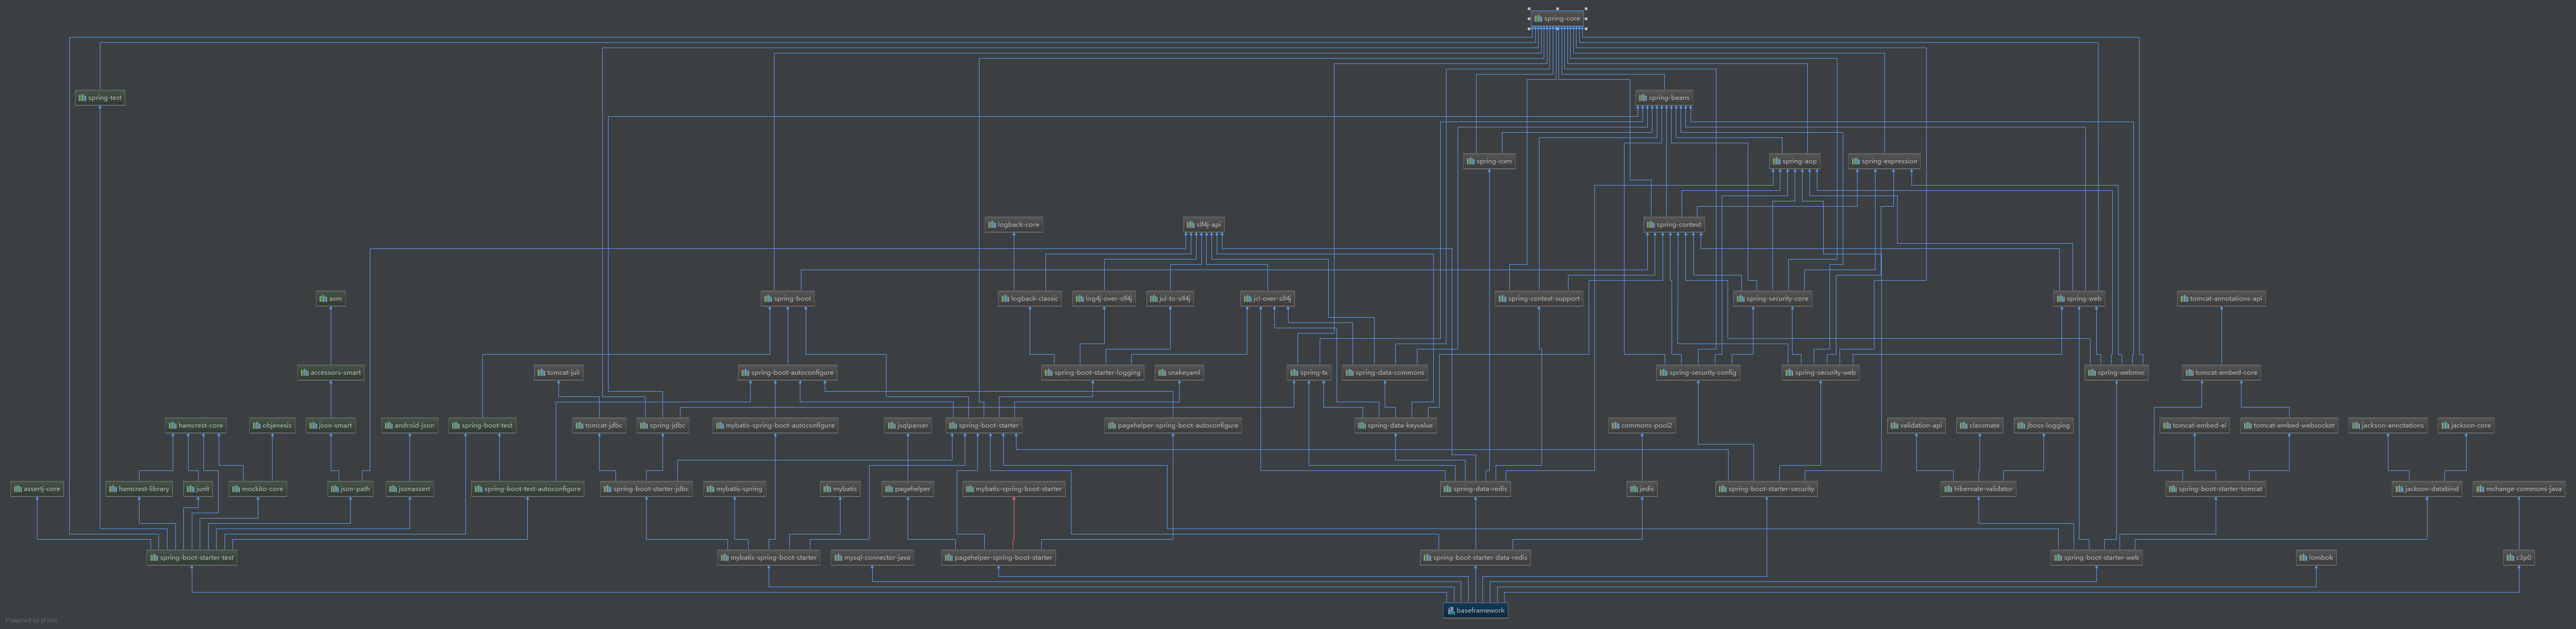 spring-core
spring-test
spring-beans
spring-oxm
spring-aop
spring-expression
logback-core
slf4j-api
spring-context
asm
spring-boot
logback-classic
log4j-over-slf4j
jul-to-slf4j
jcl-over-slf4j
spring-context-support
spring-security-core
spring-web
tomcat-annotations-api
accessors-smart
tomcat-juli
spring-boot-autoconfigure
spring-boot-starter-logging
snakeyaml
spring-tx
spring-data-commons
spring-security-config
spring-security-web
spring-webmvc
tomcat-embed-core
hamcrest-core
objenesis
json-smart
android-json
spring-boot-test
tomcat-jdbc
spring-jdbc
mybatis-spring-boot-autoconfigure
jsqlparser
spring-boot-starter
pagehelper-spring-boot-autoconfigure
spring-data-keyvalue
commons-pool2
validation-api
classmate
jboss-logging
tomcat-embed-el
tomcat-embed-websocket
jackson-annotations
jackson-core
assertj-core
hamcrest-library
junit
mockito-core
json-path
jsonassert
spring-boot-test-autoconfigure
spring-boot-starter-jdbc
mybatis-spring
mybatis
pagehelper
mybatis-spring-boot-starter
spring-data-redis
jedis
spring-boot-starter-security
hibernate-validator
spring-boot-starter-tomcat
jackson-databind
mchange-commons-java
spring-boot-starter-test
mybatis-spring-boot-starter
mysql-connector-java
pagehelper-spring-boot-starter
spring-boot-starter-data-redis
spring-boot-starter-web
lombok
c3p0
baseframework
Powered by yFiles